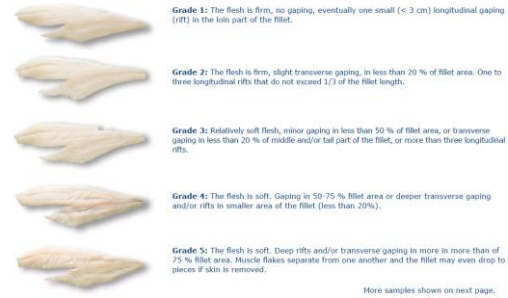 Grade 1: The flesh is firm, no gaping, eventually one small (< 3 cm) longitudinal gaping
(rift) in the loin part of the fillet.
Grade 2: The flesh is firm, slight transverse gaping, in less than 20 % of fillet area. One to
three longitudinal rifts that do not exceed 1/3 of the fillet length.
Grade 3: Relatively soft flesh, minor gaping in less than 50 % of fillet area, or transverse
gaping in less than 20 % of middle and/or tail part of the fillet, or more than three longitudinal
rifts.
Grade 4: The flesh is soft. Gaping in 50-75 % fillet area or deeper transverse gaping
and/or rifts in smaller area of the fillet (less than 20%).
Grade 5: The flesh is soft. Deep rifts and/or transverse gaping in more in more than of
75 % fillet area. Muscle flakes separate from one another and the fillet may even drop to
pieces if skin is removed.
More samples shown on next page.